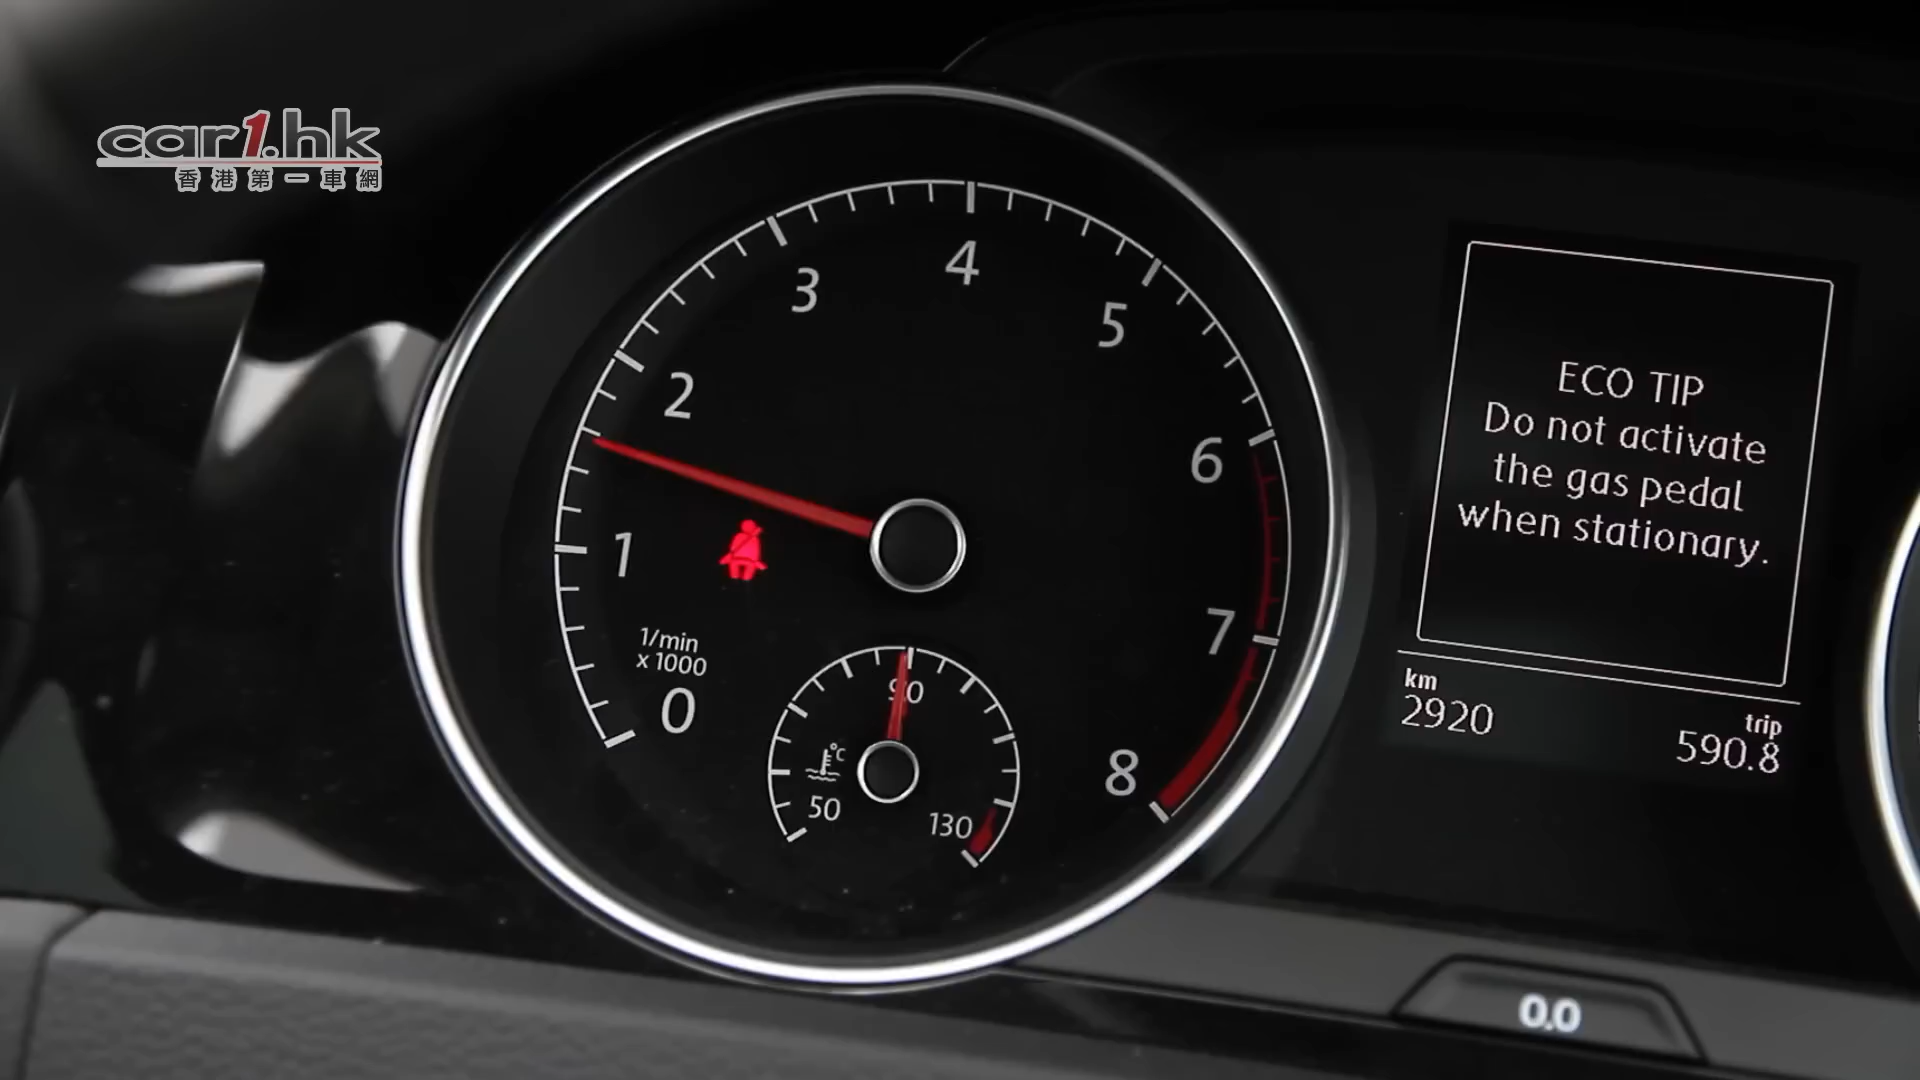 car1.hk
香港第一車網
4
3
5
2
6
1
7
1/min
x 1000
0
8
90
°C
50
130
ECO TIP
Do not activate
the gas pedal
when stationary.
km
2920
trip
590.8
0.0